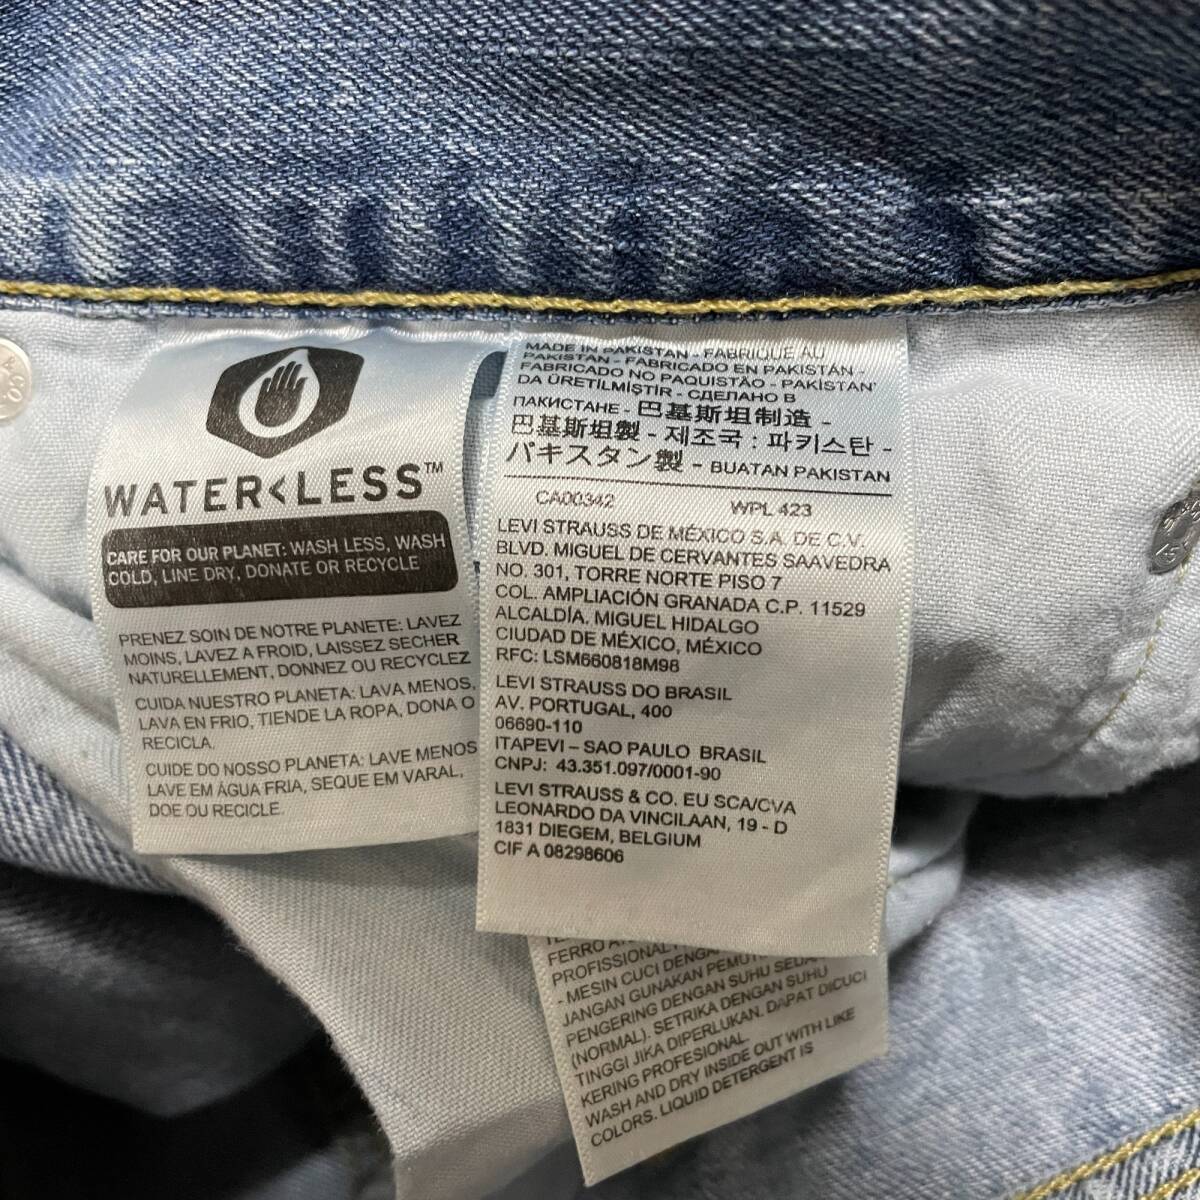 WATER<LESS™
CARE FOR OUR PLANET: WASH LESS, WASH
COLD, LINE DRY, DONATE OR RECYCLE
PRENEZ SOIN DE NOTRE PLANETE: LAVEZ
MOINS, LAVEZ A FROID, LAISSEZ SECHER
NATURELLEMENT, DONNEZ OU RECYCLEZ
CUIDA NUESTRO PLANETA: LAVA MENOS,
LAVA EN FRIO, TIENDE LA ROPA, DONA O
RECICLA.
CUIDE DO NOSSO PLANETA: LAVE MENOS
LAVE EM ÁGUA FRIA, SEQUE EM VARAL,
DOE OU RECICLE.
MADE IN PAKISTAN - FABRIQUE AU
PAKISTAN - FABRICADO EN PAKISTÁN -
FABRICADO NO PAQUISTÃO - PAKİSTAN'
DA ÜRETİLMİŞTİR - СДЕЛАНО В
ПАКИСТАНЕ - 巴基斯坦制造 -
巴基斯坦製 - 제조국 : 파키스탄 -
パキスタン製 - BUATAN PAKISTAN
CA00342 WPL 423
LEVI STRAUSS DE MÉXICO S.A. DE C.V.
BLVD. MIGUEL DE CERVANTES SAAVEDRA
NO. 301, TORRE NORTE PISO 7
COL. AMPLIACIÓN GRANADA C.P. 11529
ALCALDÍA. MIGUEL HIDALGO
CIUDAD DE MÉXICO, MÉXICO
RFC: LSM660818M98
LEVI STRAUSS DO BRASIL
AV. PORTUGAL, 400
06690-110
ITAPEVI – SAO PAULO BRASIL
CNPJ: 43.351.097/0001-90
LEVI STRAUSS & CO. EU SCA/CVA
LEONARDO DA VINCILAAN, 19 - D
1831 DIEGEM, BELGIUM
CIF A 08298606
FERRO
PROFISSIONAL
- MESIN CUCI
JANGAN GUNAKAN
PENGERING DENGAN SUHU
(NORMAL). SETRIKA DENGAN SUHU
TINGGI JIKA DIPERLUKAN. DAPAT DICUCI
KERING PROFESIONAL.
WASH AND DRY INSIDE OUT WITH LIKE
COLORS. LIQUID DETERGENT IS